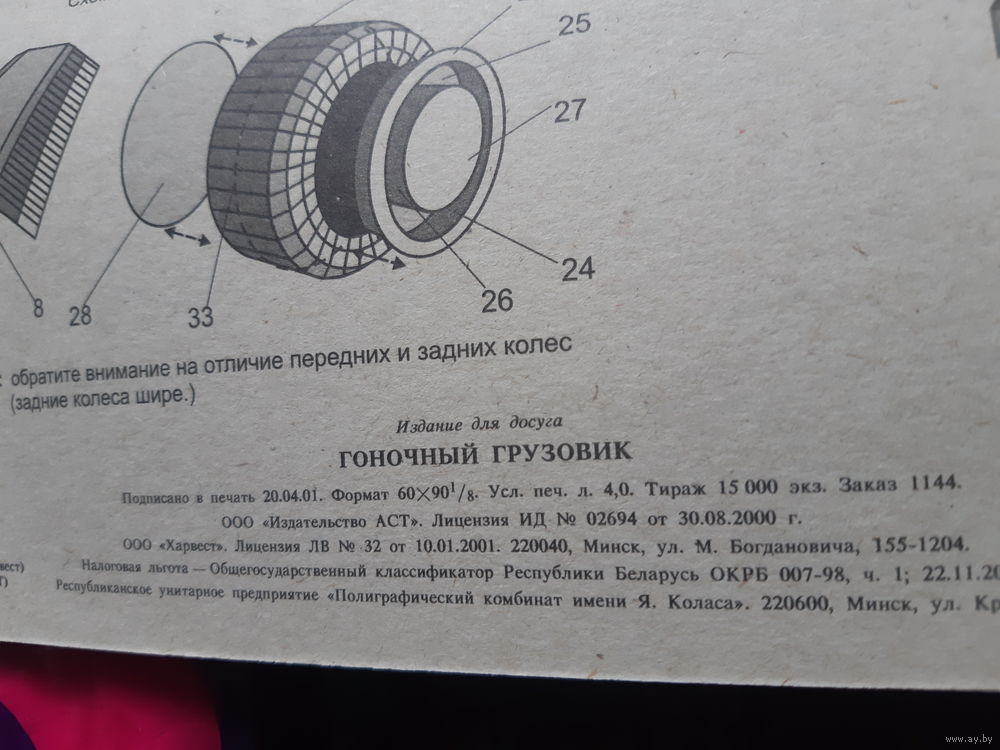 25
27
24
26
8
28
33
: обратите внимание на отличие передних и задних колес
(задние колеса шире.)
Издание для досуга
ГОНОЧНЫЙ ГРУЗОВИК
Подписано в печать 20.04.01. Формат 60×90¹/₈. Усл. печ. л. 4,0. Тираж 15 000 экз. Заказ 1144.
ООО «Издательство АСТ». Лицензия ИД № 02694 от 30.08.2000 г.
ООО «Харвест». Лицензия ЛВ № 32 от 10.01.2001. 220040, Минск, ул. М. Богдановича, 155-1204.
Налоговая льгота — Общегосударственный классификатор Республики Беларусь ОКРБ 007-98, ч. 1; 22.11.20
Республиканское унитарное предприятие «Полиграфический комбинат имени Я. Коласа». 220600, Минск, ул. Кр
www.ay.by